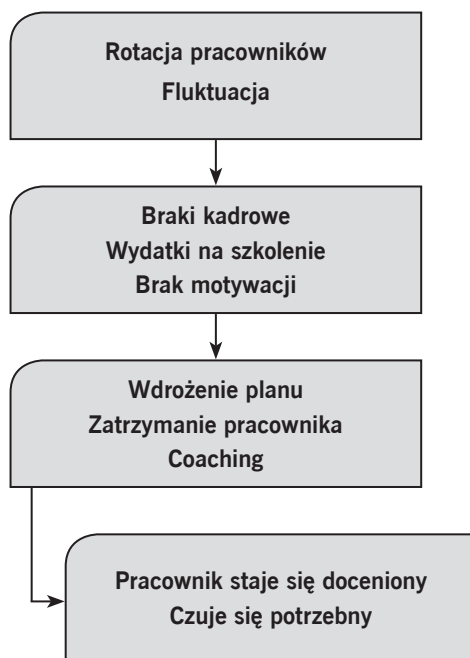 Rotacja pracowników
Fluktuacja
Braki kadrowe
Wydatki na szkolenie
Brak motywacji
Wdrożenie planu
Zatrzymanie pracownika
Coaching
Pracownik staje się doceniony
Czuje się potrzebny